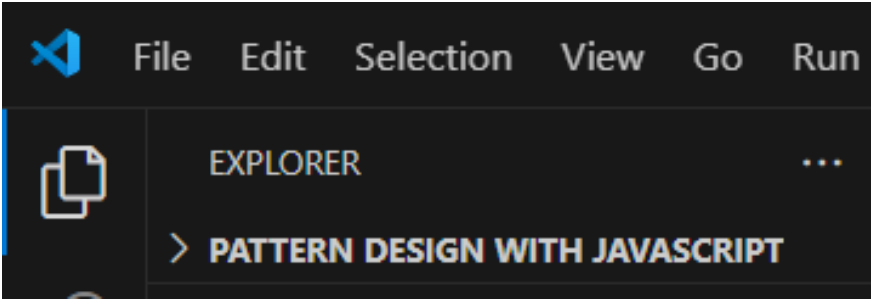 File Edit Selection View Go Run
EXPLORER ...
PATTERN DESIGN WITH JAVASCRIPT